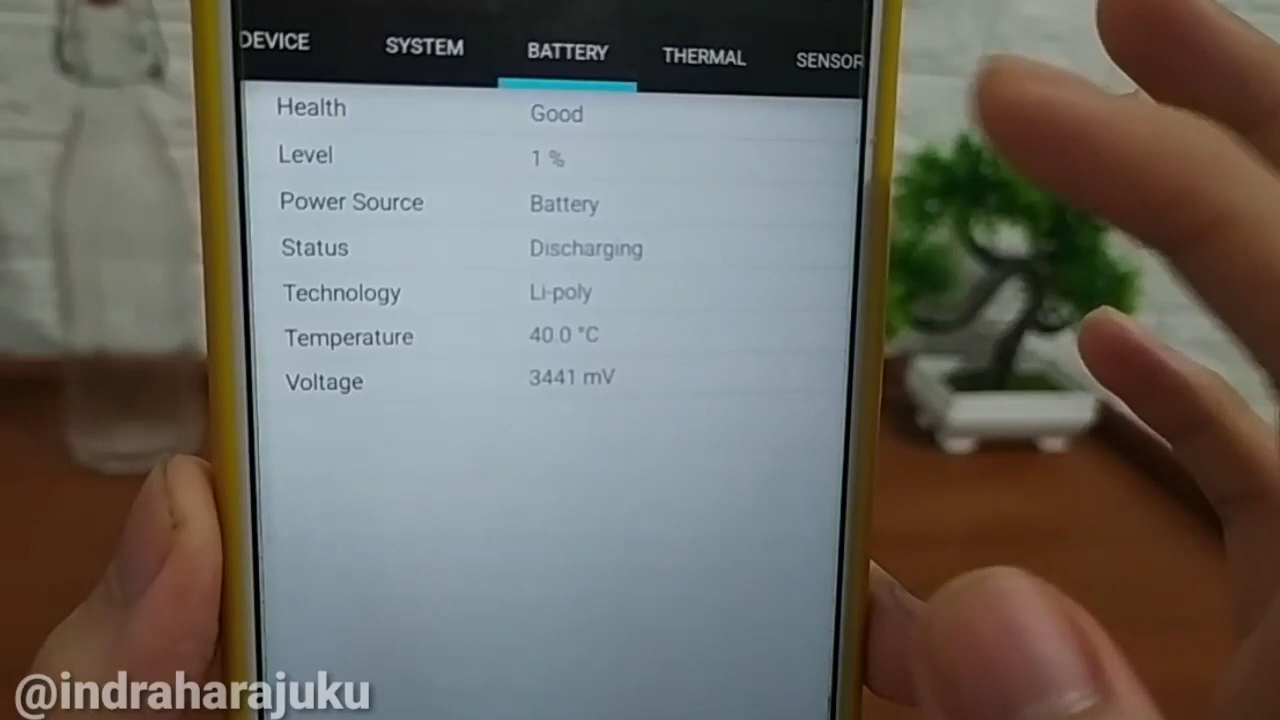 DEVICE SYSTEM BATTERY THERMAL SENSOR
Health Good
Level 1 %
Power Source Battery
Status Discharging
Technology Li-poly
Temperature 40.0 °C
Voltage 3441 mV
@indraharajuku